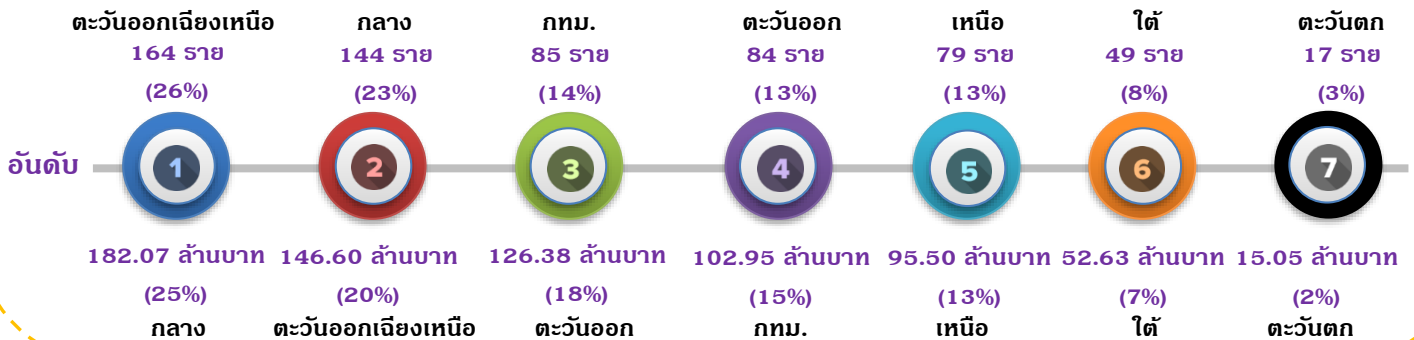 ตะวันออกเฉียงเหนือ กลาง กทม. ตะวันออก เหนือ ใต้ ตะวันตก
164 ราย 144 ราย 85 ราย 84 ราย 79 ราย 49 ราย 17 ราย
(26%) (23%) (14%) (13%) (13%) (8%) (3%)
อันดับ 1 2 3 4 5 6 7
182.07 ล้านบาท 146.60 ล้านบาท 126.38 ล้านบาท 102.95 ล้านบาท 95.50 ล้านบาท 52.63 ล้านบาท 15.05 ล้านบาท
(25%) (20%) (18%) (15%) (13%) (7%) (2%)
กลาง ตะวันออกเฉียงเหนือ ตะวันออก กทม. เหนือ ใต้ ตะวันตก